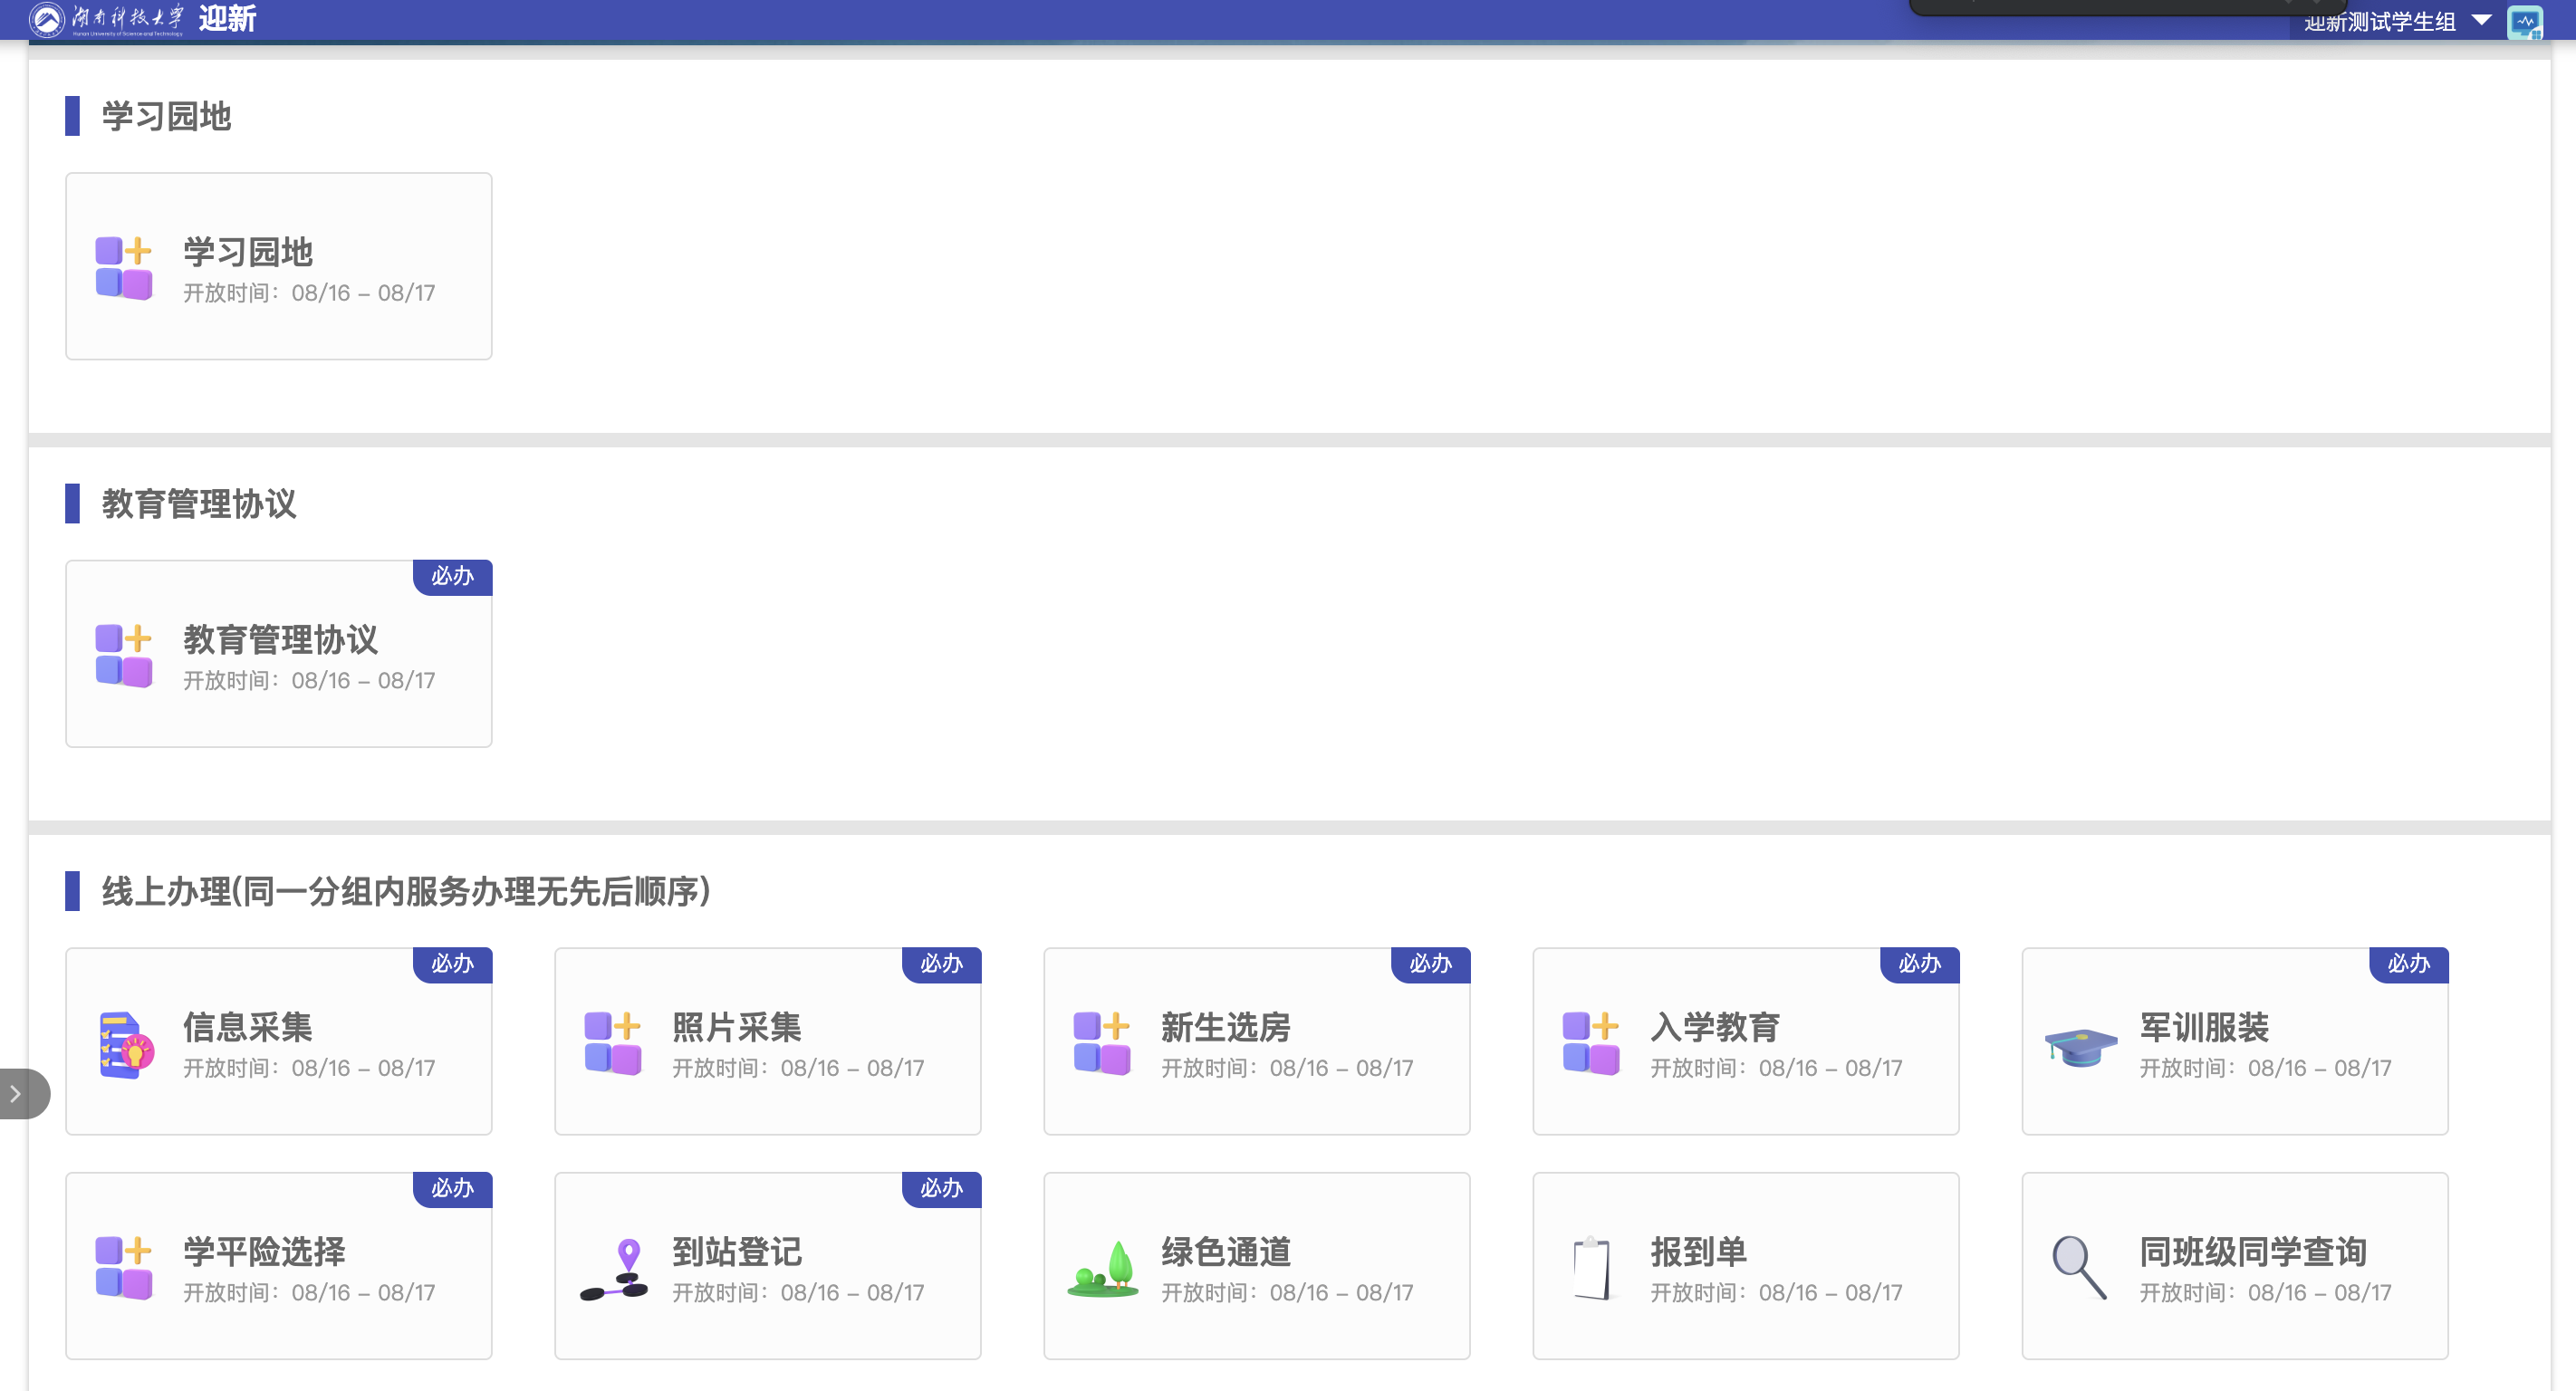 湖南科技大学 迎新
Hunan University of Science and Technology
迎新测试学生组
学习园地
学习园地
开放时间：08/16 – 08/17
教育管理协议
必办
教育管理协议
开放时间：08/16 – 08/17
线上办理(同一分组内服务办理无先后顺序)
必办
信息采集
开放时间：08/16 – 08/17
必办
照片采集
开放时间：08/16 – 08/17
必办
新生选房
开放时间：08/16 – 08/17
必办
入学教育
开放时间：08/16 – 08/17
必办
军训服装
开放时间：08/16 – 08/17
必办
学平险选择
开放时间：08/16 – 08/17
必办
到站登记
开放时间：08/16 – 08/17
绿色通道
开放时间：08/16 – 08/17
报到单
开放时间：08/16 – 08/17
同班级同学查询
开放时间：08/16 – 08/17